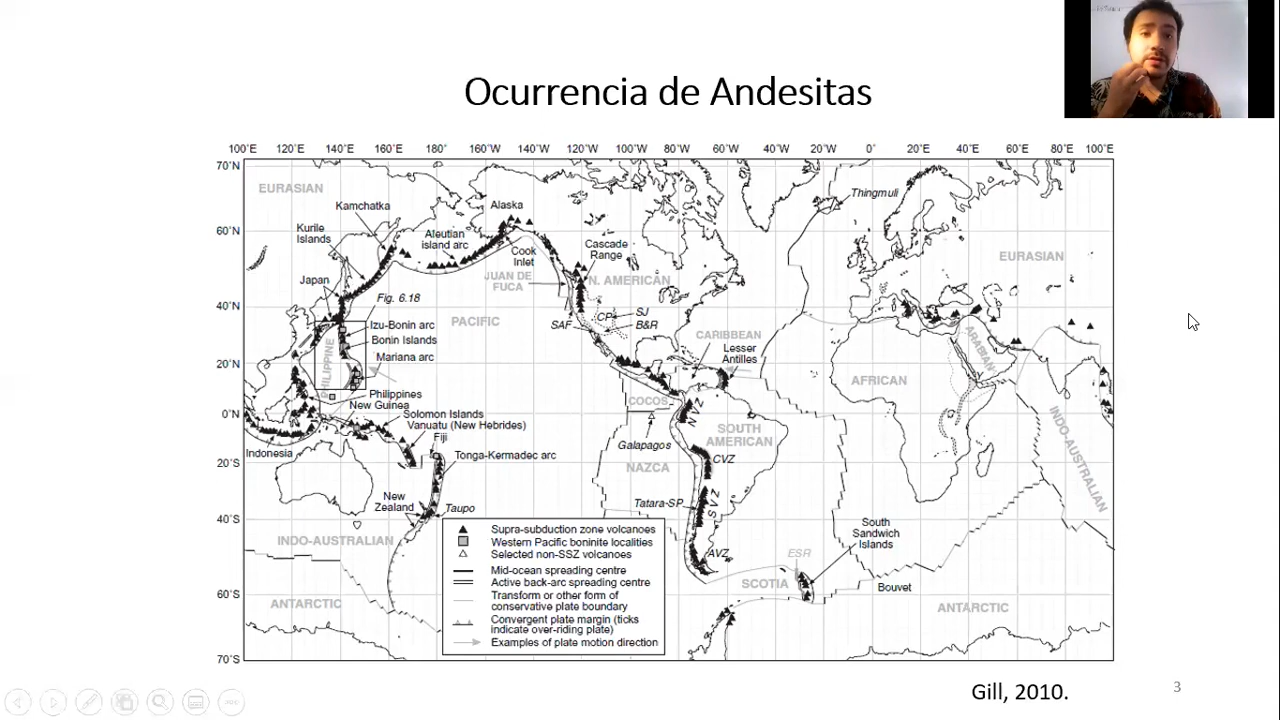 Ocurrencia de Andesitas
100°E 120°E 140°E 160°E 180°E 160°W 140°W 120°W 100°W 80°W 60°W 40°W 20°W 0° 20°E 40°E 60°E 80°E 100°E
70°N
60°N
40°N
20°N
0°N
20°S
40°S
60°S
70°S
EURASIAN
Kamchatka
Kurile
Islands
Japan
Aleutian
island arc
Alaska
Cook
Inlet
JUAN DE
FUCA
Cascade
Range
N. AMERICAN
Thingmuli
EURASIAN
Fig. 6.18
PACIFIC
SAF
CP
SJ
B&R
Izu-Bonin arc
Bonin Islands
Mariana arc
PHILIPPINE
CARIBBEAN
Lesser
Antilles
ARABIAN
AFRICAN
Philippines
New Guinea
Solomon Islands
Vanuatu (New Hebrides)
Fiji
Indonesia
Tonga-Kermadec arc
COCOS
NVZ
Galapagos
SOUTH
AMERICAN
NAZCA
CVZ
INDO-AUSTRALIAN
New
Zealand
Taupo
Tatara-SP
SVZ
INDO-AUSTRALIAN
AVZ
ESR
South
Sandwich
Islands
SCOTIA
Bouvet
ANTARCTIC
ANTARCTIC
Supra-subduction zone volcanoes
Western Pacific boninite localities
Selected non-SSZ volcanoes
Mid-ocean spreading centre
Active back-arc spreading centre
Transform or other form of
conservative plate boundary
Convergent plate margin (ticks
indicate over-riding plate)
Examples of plate motion direction
Gill, 2010.
3